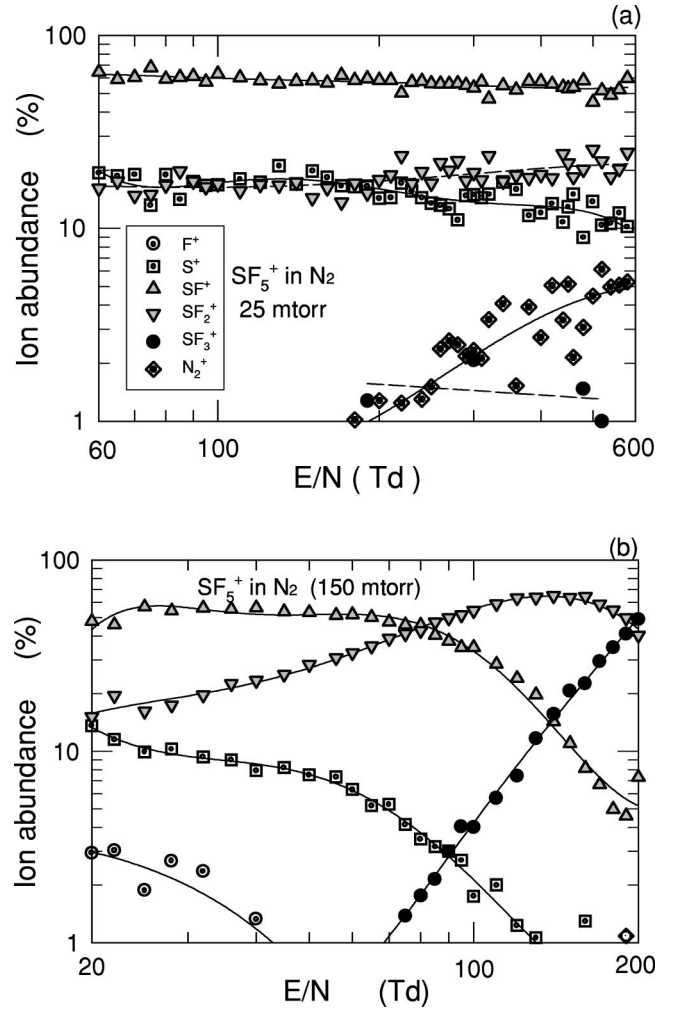 (a)
100
Ion abundance (%)
10
F⁺
S⁺
SF⁺
SF₂⁺
SF₃⁺
N₂⁺
SF₅⁺ in N₂
25 mtorr
1
60 100 600
E/N ( Td )
(b)
100
SF₅⁺ in N₂ (150 mtorr)
Ion abundance (%)
10
1
20 100 200
E/N (Td)